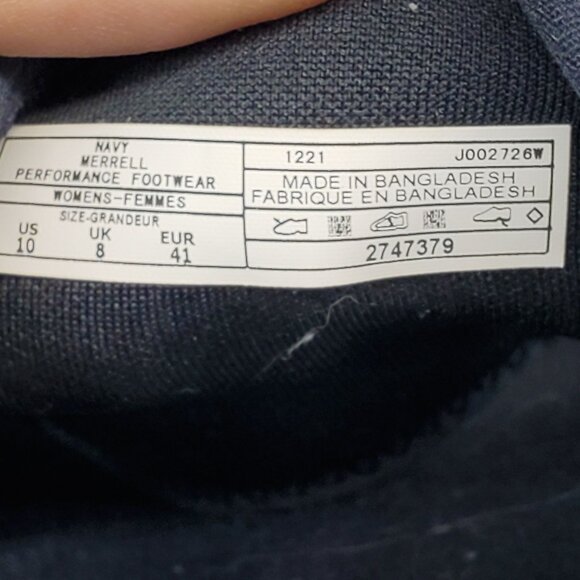 NAVY
MERRELL
PERFORMANCE FOOTWEAR
WOMENS-FEMMES
SIZE-GRANDEUR
US UK EUR
10 8 41
1221 J002726W
MADE IN BANGLADESH
FABRIQUE EN BANGLADESH
2747379